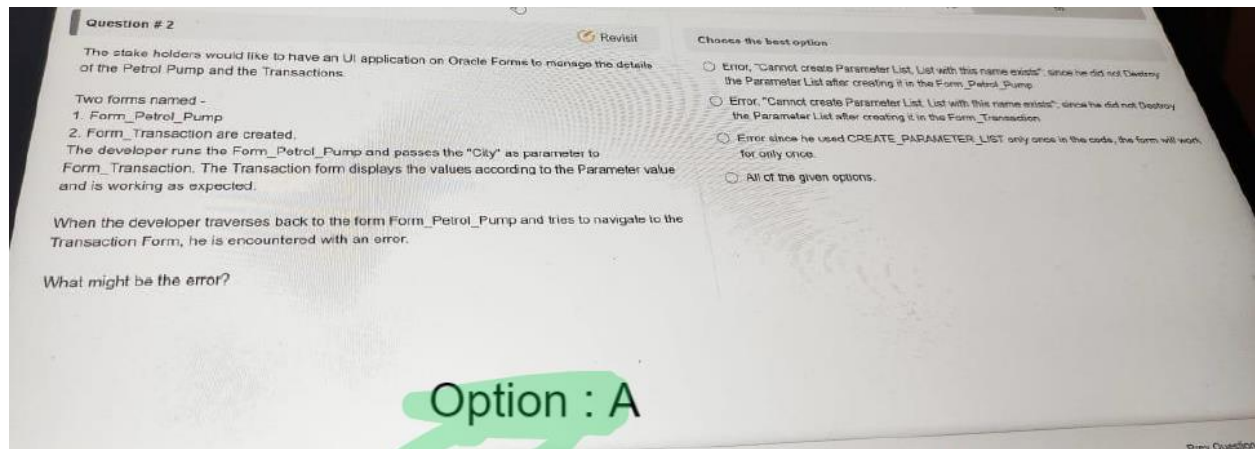 Question # 2
Revisit
The stake holders would like to have an UI application on Oracle Forms to manage the details
of the Petrol Pump and the Transactions.
Two forms named -
1. Form_Petrol_Pump
2. Form_Transaction are created.
The developer runs the Form_Petrol_Pump and passes the "City" as parameter to
Form_Transaction. The Transaction form displays the values according to the Parameter value
and is working as expected.
When the developer traverses back to the form Form_Petrol_Pump and tries to navigate to the
Transaction Form, he is encountered with an error.
What might be the error?
Choose the best option
Error, "Cannot create Parameter List, List with this name exists", since he did not Destroy
the Parameter List after creating it in the Form_Petrol_Pump
Error, "Cannot create Parameter List, List with this name exists", since he did not Destroy
the Parameter List after creating it in the Form_Transaction
Error since he used CREATE_PARAMETER_LIST only once in the code, the form will work
for only once.
All of the given options.
Option : A
Prev Question